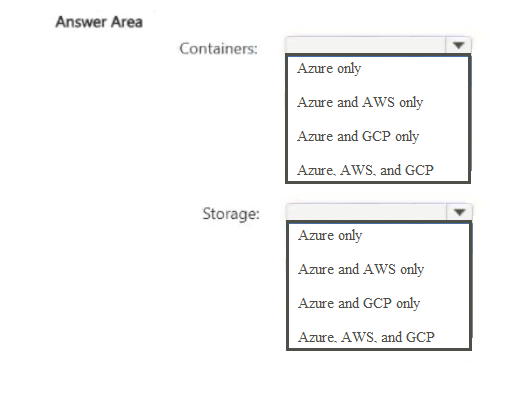 Answer Area
Containers:
Azure only
Azure and AWS only
Azure and GCP only
Azure, AWS, and GCP
Storage:
Azure only
Azure and AWS only
Azure and GCP only
Azure, AWS, and GCP